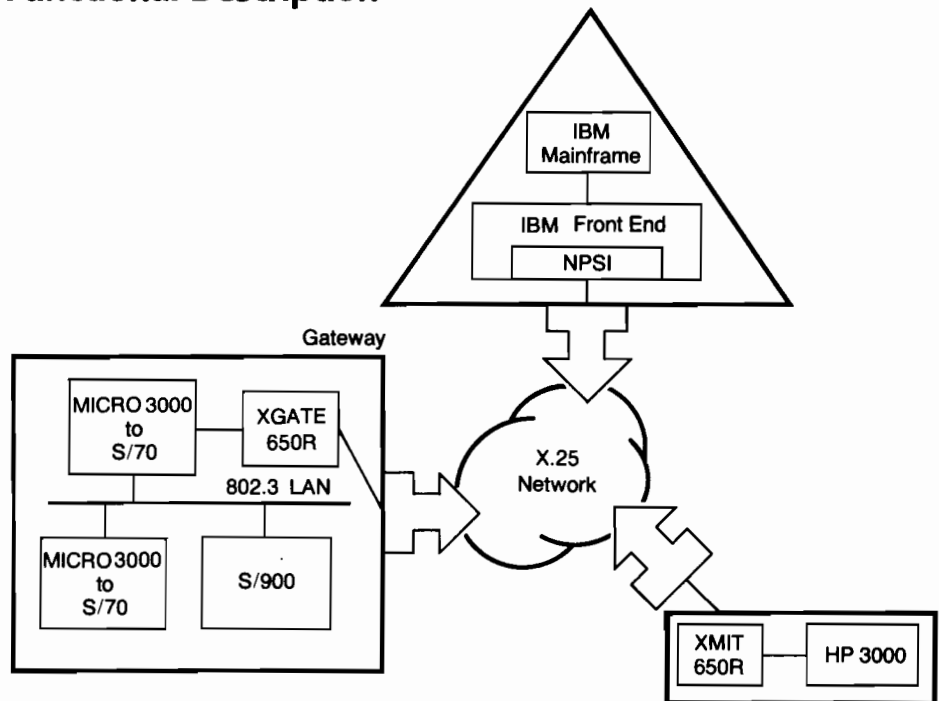 Functional Description
IBM
Mainframe
IBM Front End
NPSI
Gateway
MICRO 3000
to
S/70
XGATE
650R
802.3 LAN
MICRO 3000
to
S/70
S/900
X.25
Network
XMIT
650R
HP 3000